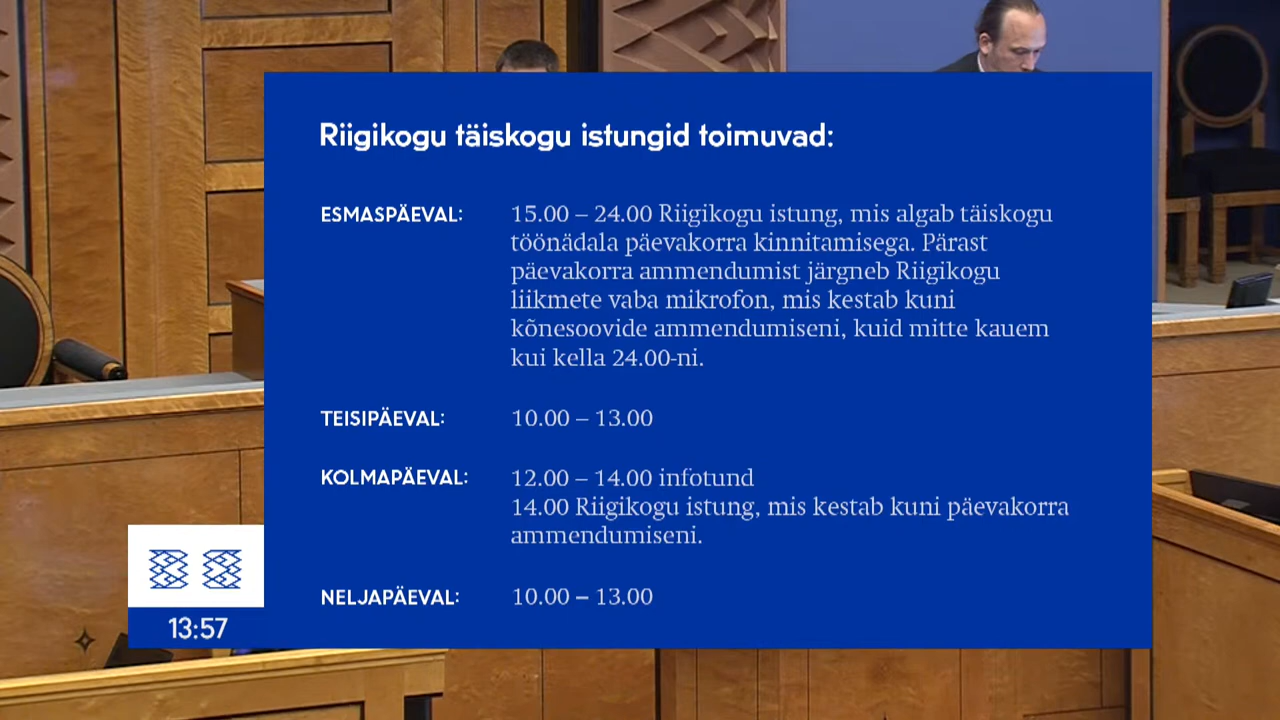 Riigikogu täiskogu istungid toimuvad:
ESMASPÄEVAL:
15.00 – 24.00 Riigikogu istung, mis algab täiskogu
töönädala päevakorra kinnitamisega. Pärast
päevakorra ammendumist järgneb Riigikogu
liikmete vaba mikrofon, mis kestab kuni
kõnesoovide ammendumiseni, kuid mitte kauem
kui kella 24.00-ni.
TEISIPÄEVAL:
10.00 – 13.00
KOLMAPÄEVAL:
12.00 – 14.00 infotund
14.00 Riigikogu istung, mis kestab kuni päevakorra
ammendumiseni.
NELJAPÄEVAL:
10.00 – 13.00
13:57